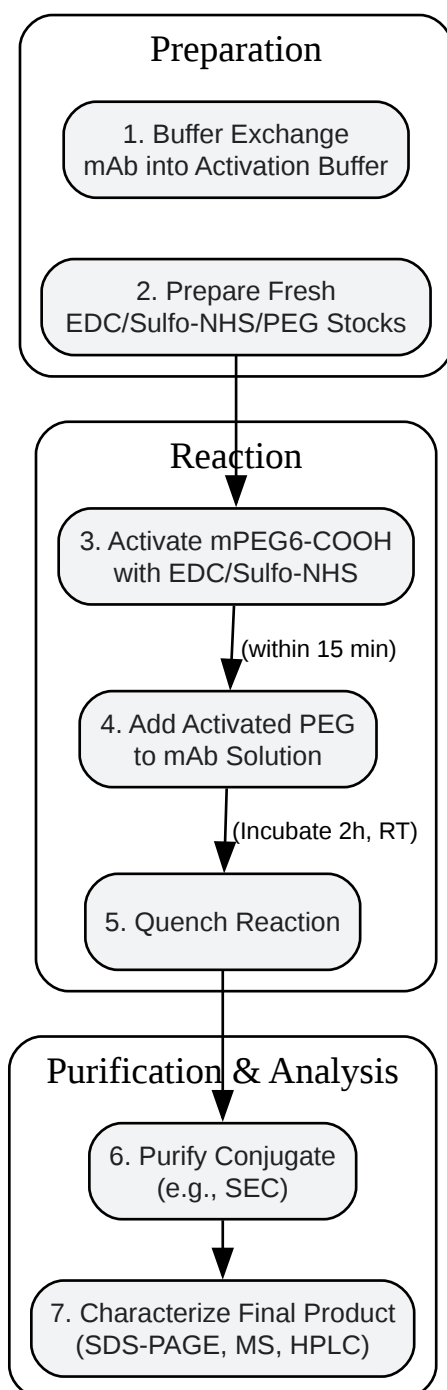 Preparation
1. Buffer Exchange
mAb into Activation Buffer
2. Prepare Fresh
EDC/Sulfo-NHS/PEG Stocks
Reaction
3. Activate mPEG6-COOH
with EDC/Sulfo-NHS
(within 15 min)
4. Add Activated PEG
to mAb Solution
(Incubate 2h, RT)
5. Quench Reaction
Purification & Analysis
6. Purify Conjugate
(e.g., SEC)
7. Characterize Final Product
(SDS-PAGE, MS, HPLC)